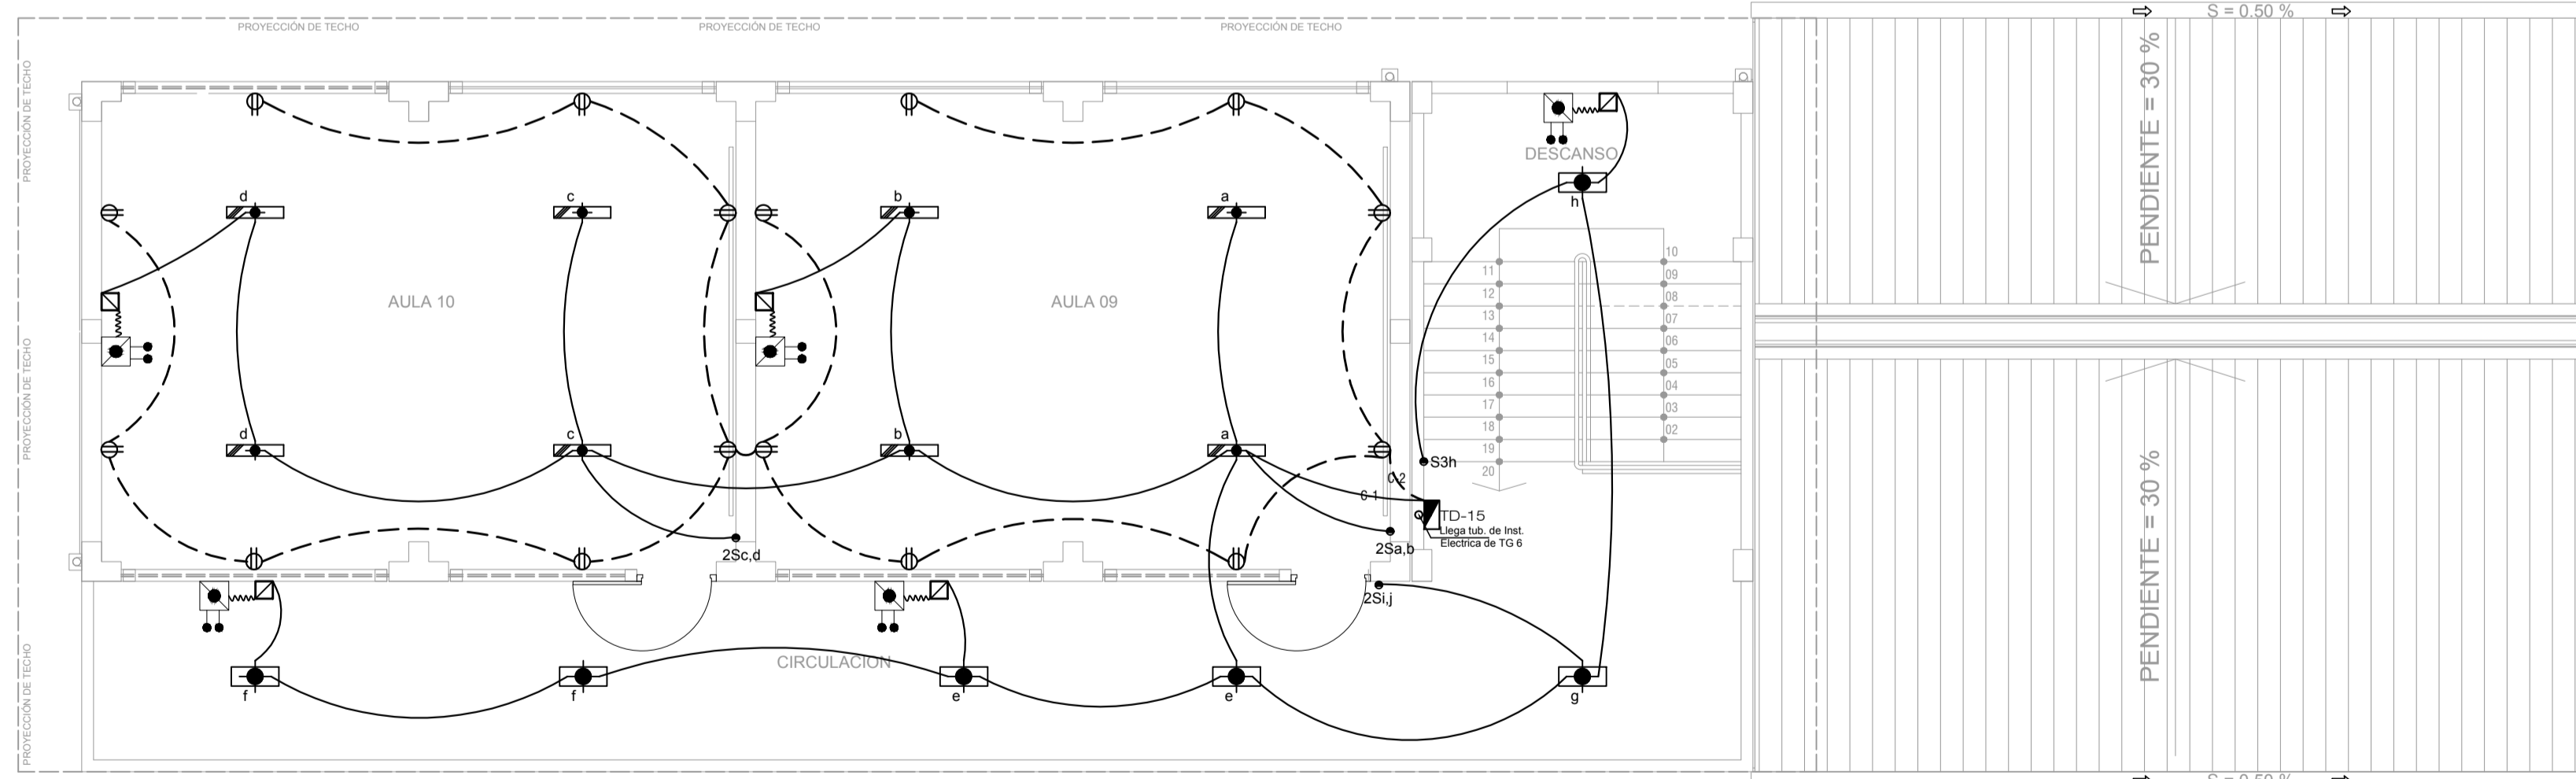 S = 0.50 %
PROYECCIÓN DE TECHO
PROYECCIÓN DE TECHO
PROYECCIÓN DE TECHO
PROYECCIÓN DE TECHO
PENDIENTE = 30 %
DESCANSO
d
c
b
a
h
AULA 10
AULA 09
10
11
09
12
08
13
07
14
06
15
05
16
04
17
03
18
02
19
20
PROYECCIÓN DE TECHO
d
c
b
a
S3h
C-2
C-1
TD-15
Llega tub. de Inst.
Electrica de TG 6
2Sc,d
2Sa,b
2Si,j
PENDIENTE = 30 %
CIRCULACION
PROYECCIÓN DE TECHO
f
f
e
e
g
S = 0.50 %